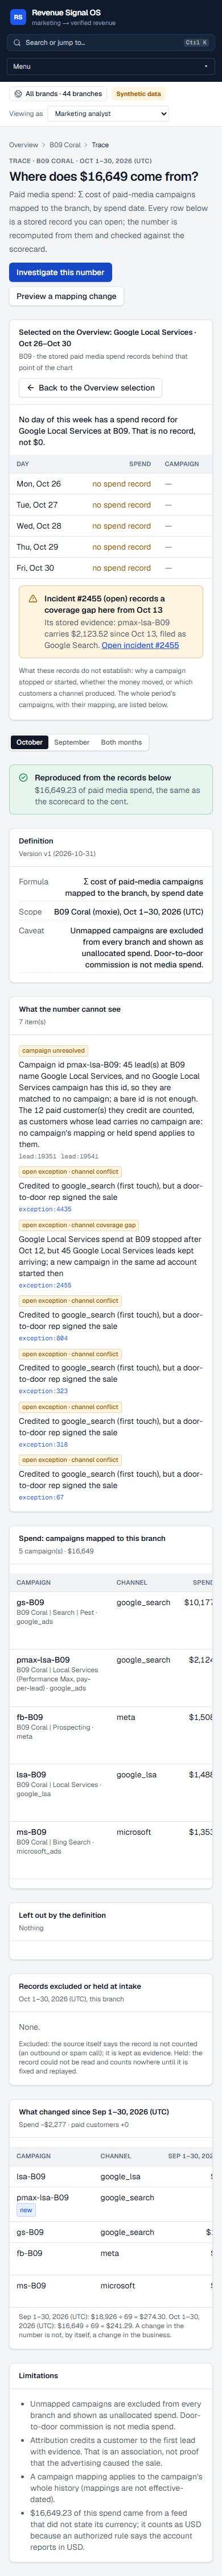 RS
Revenue Signal OS
marketing → verified revenue
Search or jump to...
Ctrl K
Menu
All brands · 44 branches
Synthetic data
Viewing as
Marketing analyst
Overview > B09 Coral > Trace
TRACE · B09 CORAL · OCT 1–30, 2026 (UTC)
Where does $16,649 come from?
Paid media spend: Σ cost of paid-media campaigns
mapped to the branch, by spend date. Every row below
is a stored record you can open; the number is
recomputed from them and checked against the
scorecard.
Investigate this number
Preview a mapping change
Selected on the Overview: Google Local Services ·
Oct 26–Oct 30
B09 · the stored paid media spend records behind that
point of the chart
← Back to the Overview selection
No day of this week has a spend record for
Google Local Services at B09. That is no record,
not $0.
DAY SPEND CAMPAIGN
Mon, Oct 26 no spend record —
Tue, Oct 27 no spend record —
Wed, Oct 28 no spend record —
Thu, Oct 29 no spend record —
Fri, Oct 30 no spend record —
Incident #2455 (open) records a
coverage gap here from Oct 13
Its stored evidence: pmax-lsa-B09
carries $2,123.52 since Oct 13, filed as
Google Search. Open incident #2455
What these records do not establish: why a campaign
stopped or started, whether the money moved, or which
customers a channel produced. The whole period's
campaigns, with their mapping, are listed below.
October
September
Both months
Reproduced from the records below
$16,649.23 of paid media spend, the same as
the scorecard to the cent.
Definition
Version v1 (2026-10-31)
Formula Σ cost of paid-media campaigns
mapped to the branch, by spend date
Scope B09 Coral (moxie), Oct 1–30, 2026 (UTC)
Caveat Unmapped campaigns are excluded
from every branch and shown as
unallocated spend. Door-to-door
commission is not media spend.
What the number cannot see
7 item(s)
campaign unresolved
Campaign id pmax-lsa-B09: 45 lead(s) at B09
name Google Local Services, and no Google Local
Services campaign has this id, so they are
matched to no campaign; a bare id is not enough.
The 12 paid customer(s) they credit are counted,
as customers whose lead carries no campaign are:
no campaign's mapping or held spend applies to
them.
lead:19351 lead:19541
open exception · channel conflict
Credited to google_search (first touch), but a door-
to-door rep signed the sale
exception:4435
open exception · channel coverage gap
Google Local Services spend at B09 stopped after
Oct 12, but 45 Google Local Services leads kept
arriving; a new campaign in the same ad account
started then
exception:2455
open exception · channel conflict
Credited to google_search (first touch), but a door-
to-door rep signed the sale
exception:804
open exception · channel conflict
Credited to google_search (first touch), but a door-
to-door rep signed the sale
exception:323
open exception · channel conflict
Credited to google_search (first touch), but a door-
to-door rep signed the sale
exception:318
open exception · channel conflict
Credited to google_search (first touch), but a door-
to-door rep signed the sale
exception:67
Spend: campaigns mapped to this branch
5 campaign(s) · $16,649
CAMPAIGN CHANNEL
gs-B09 google_search
B09 Coral | Search | Pest ·
google_ads
pmax-lsa-B09 google_search
B09 Coral | Local Services
(Performance Max, pay-
per-lead) · google_ads
fb-B09 meta
B09 Coral | Prospecting ·
meta
lsa-B09 google_lsa
B09 Coral | Local Services ·
google_lsa
ms-B09 microsoft
B09 Coral | Bing Search ·
microsoft_ads
Left out by the definition
Nothing
Records excluded or held at intake
Oct 1–30, 2026 (UTC), this branch
None.
Excluded: the source itself says the record is not counted
(an outbound or spam call); it is kept as evidence. Held: the
record could not be read and counts nowhere until it is
fixed and replayed.
What changed since Sep 1–30, 2026 (UTC)
Spend −$2,277 · paid customers +0
CAMPAIGN CHANNEL
lsa-B09 google_lsa
pmax-lsa-B09 google_search
new
gs-B09 google_search
fb-B09 meta
ms-B09 microsoft
Sep 1–30, 2026 (UTC): $18,926 ÷ 69 = $274.30. Oct 1–30,
2026 (UTC): $16,649 ÷ 69 = $241.29. A change in the
number is not, by itself, a change in the business.
Limitations
• Unmapped campaigns are excluded from every
branch and shown as unallocated spend. Door-
to-door commission is not media spend.
• Attribution credits a customer to the first lead
with evidence. That is an association, not proof
that the advertising caused the sale.
• A campaign mapping applies to the campaign's
whole history (mappings are not effective-
dated).
• $16,649.23 of this spend came from a feed
that did not state its currency; it counts as USD
because an authorized rule says the account
reports in USD.